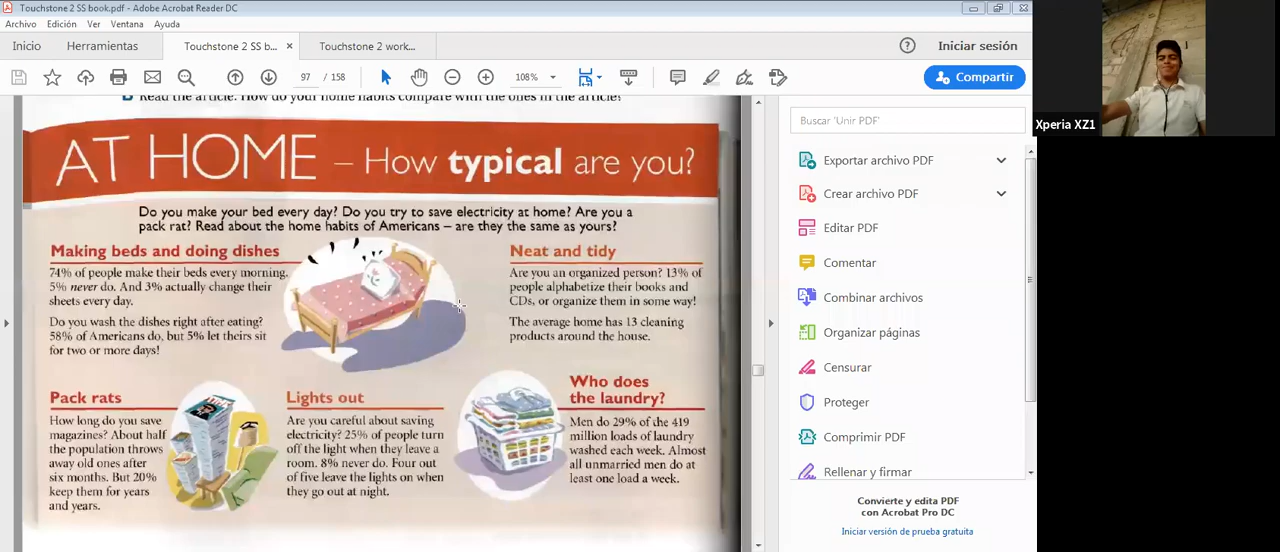 Touchstone 2 SS book.pdf - Adobe Acrobat Reader DC
Archivo Edición Ver Ventana Ayuda
Inicio Herramientas Touchstone 2 SS b... × Touchstone 2 work... Iniciar sesión
97 / 158 108% Compartir
B Read the article. How do your home habits compare with the ones in the article?
AT HOME – How typical are you?
Do you make your bed every day? Do you try to save electricity at home? Are you a
pack rat? Read about the home habits of Americans – are they the same as yours?
Making beds and doing dishes
74% of people make their beds every morning.
5% never do. And 3% actually change their
sheets every day.
Do you wash the dishes right after eating?
58% of Americans do, but 5% let theirs sit
for two or more days!
Neat and tidy
Are you an organized person? 13% of
people alphabetize their books and
CDs, or organize them in some way!
The average home has 13 cleaning
products around the house.
Pack rats
How long do you save
magazines? About half
the population throws
away old ones after
six months. But 20%
keep them for years
and years.
Lights out
Are you careful about saving
electricity? 25% of people turn
off the light when they leave a
room. 8% never do. Four out
of five leave the lights on when
they go out at night.
Who does
the laundry?
Men do 29% of the 419
million loads of laundry
washed each week. Almost
all unmarried men do at
least one load a week.
Buscar 'Unir PDF'
Exportar archivo PDF
Crear archivo PDF
Editar PDF
Comentar
Combinar archivos
Organizar páginas
Censurar
Proteger
Comprimir PDF
Rellenar y firmar
Convierte y edita PDF
con Acrobat Pro DC
Iniciar versión de prueba gratuita
Xperia XZ1